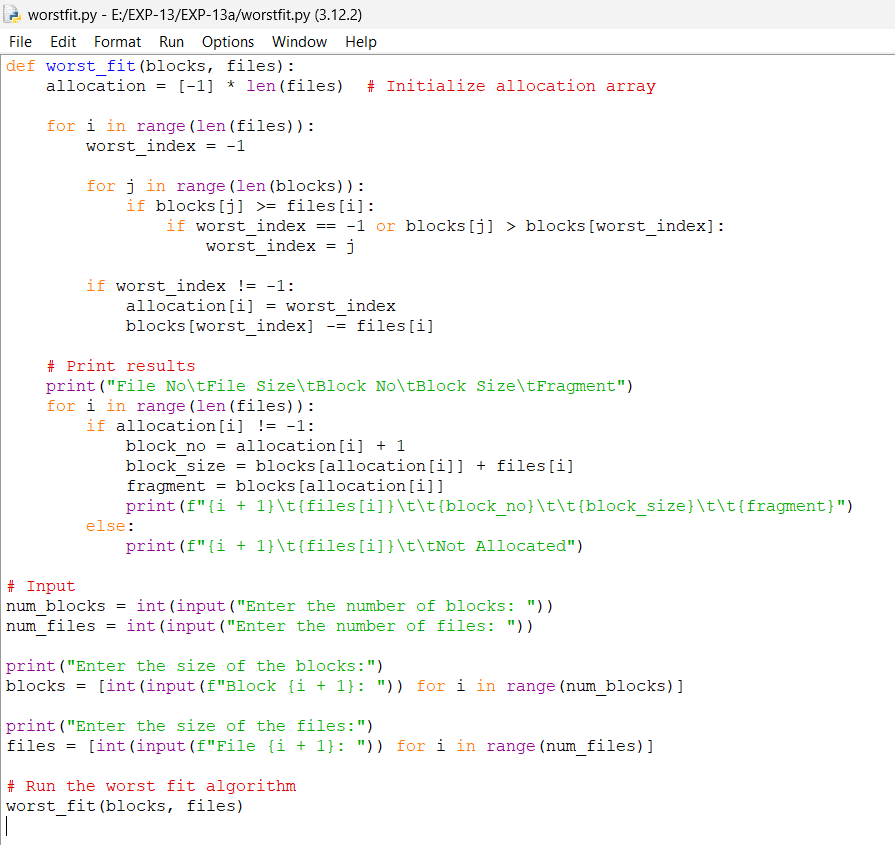 worstfit.py - E:/EXP-13/EXP-13a/worstfit.py (3.12.2)
File Edit Format Run Options Window Help
def worst_fit(blocks, files):
    allocation = [-1] * len(files)  # Initialize allocation array

    for i in range(len(files)):
        worst_index = -1

        for j in range(len(blocks)):
            if blocks[j] >= files[i]:
                if worst_index == -1 or blocks[j] > blocks[worst_index]:
                    worst_index = j

        if worst_index != -1:
            allocation[i] = worst_index
            blocks[worst_index] -= files[i]

    # Print results
    print("File No\tFile Size\tBlock No\tBlock Size\tFragment")
    for i in range(len(files)):
        if allocation[i] != -1:
            block_no = allocation[i] + 1
            block_size = blocks[allocation[i]] + files[i]
            fragment = blocks[allocation[i]]
            print(f"{i + 1}\t{files[i]}\t\t{block_no}\t\t{block_size}\t\t{fragment}")
        else:
            print(f"{i + 1}\t{files[i]}\t\tNot Allocated")

# Input
num_blocks = int(input("Enter the number of blocks: "))
num_files = int(input("Enter the number of files: "))

print("Enter the size of the blocks:")
blocks = [int(input(f"Block {i + 1}: ")) for i in range(num_blocks)]

print("Enter the size of the files:")
files = [int(input(f"File {i + 1}: ")) for i in range(num_files)]

# Run the worst fit algorithm
worst_fit(blocks, files)